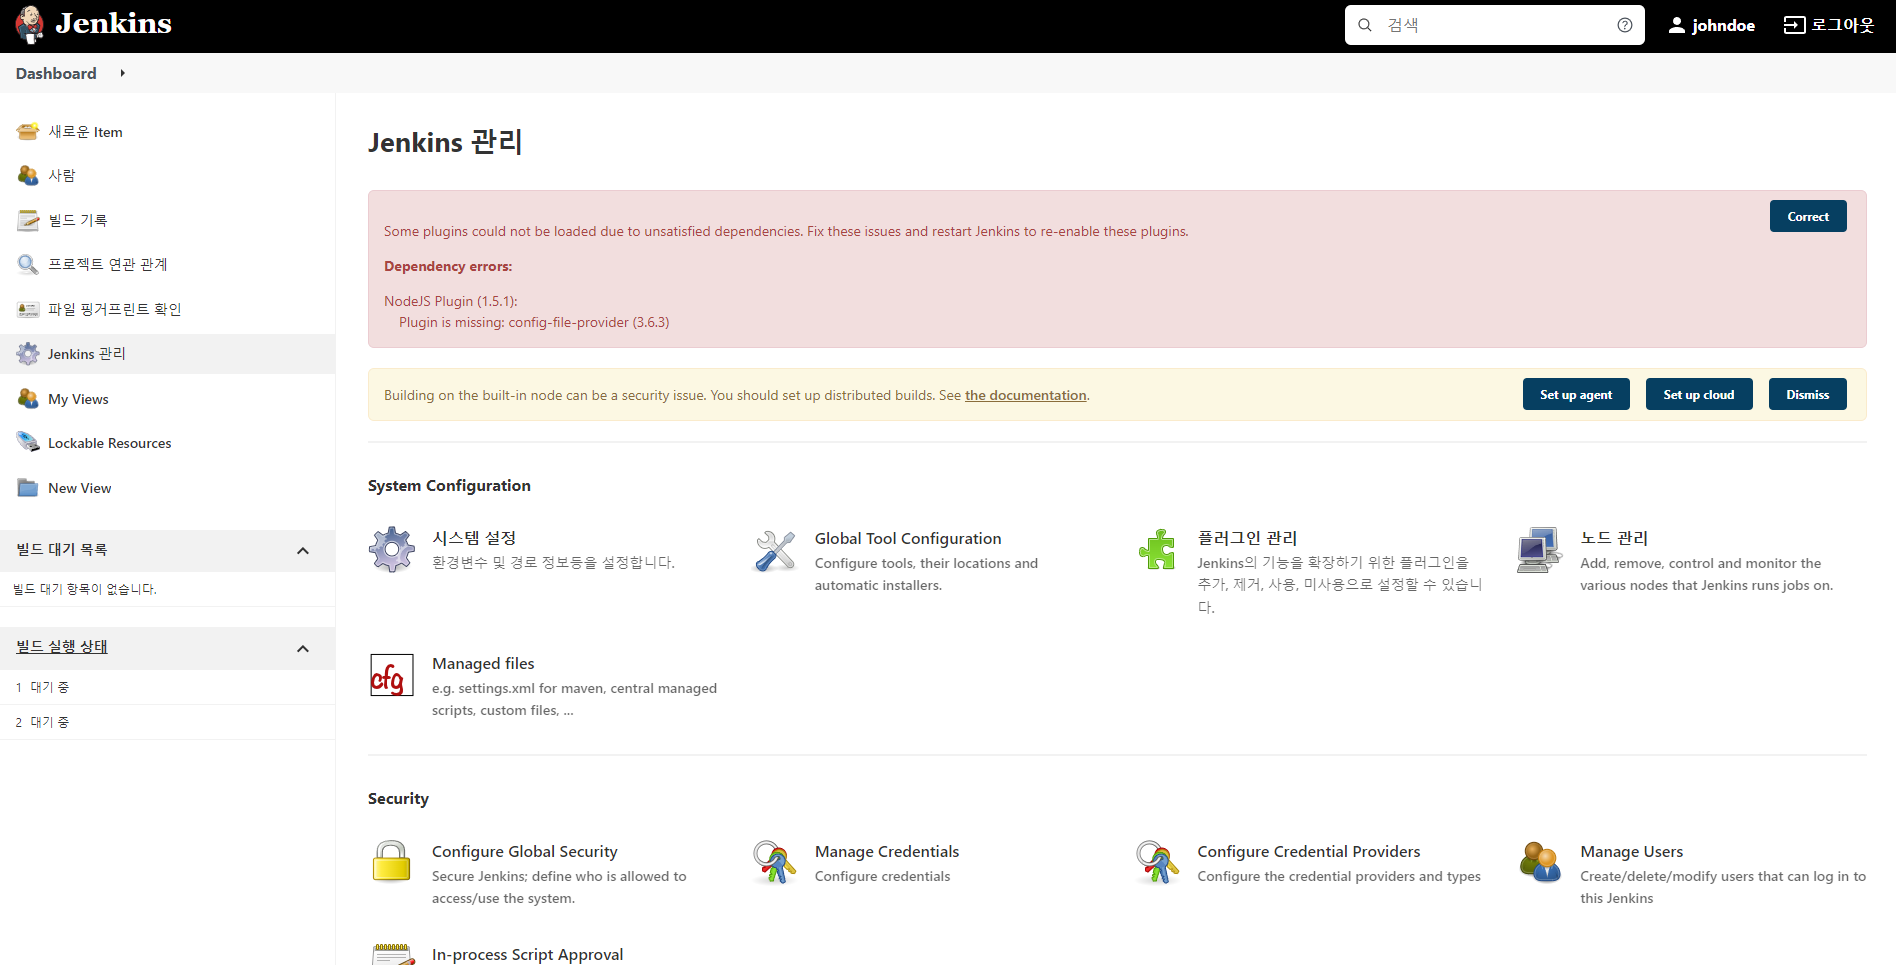 Jenkins
검색
johndoe
로그아웃
Dashboard
새로운 Item
사람
빌드 기록
프로젝트 연관 관계
파일 핑거프린트 확인
Jenkins 관리
My Views
Lockable Resources
New View
빌드 대기 목록
빌드 대기 항목이 없습니다.
빌드 실행 상태
1 대기 중
2 대기 중
Jenkins 관리
Correct
Some plugins could not be loaded due to unsatisfied dependencies. Fix these issues and restart Jenkins to re-enable these plugins.
Dependency errors:
NodeJS Plugin (1.5.1):
Plugin is missing: config-file-provider (3.6.3)
Building on the built-in node can be a security issue. You should set up distributed builds. See the documentation.
Set up agent
Set up cloud
Dismiss
System Configuration
시스템 설정
환경변수 및 경로 정보등을 설정합니다.
Global Tool Configuration
Configure tools, their locations and
automatic installers.
플러그인 관리
Jenkins의 기능을 확장하기 위한 플러그인을
추가, 제거, 사용, 미사용으로 설정할 수 있습니
다.
노드 관리
Add, remove, control and monitor the
various nodes that Jenkins runs jobs on.
cfg
Managed files
e.g. settings.xml for maven, central managed
scripts, custom files, ...
Security
Configure Global Security
Secure Jenkins; define who is allowed to
access/use the system.
Manage Credentials
Configure credentials
Configure Credential Providers
Configure the credential providers and types
Manage Users
Create/delete/modify users that can log in to
this Jenkins
In-process Script Approval